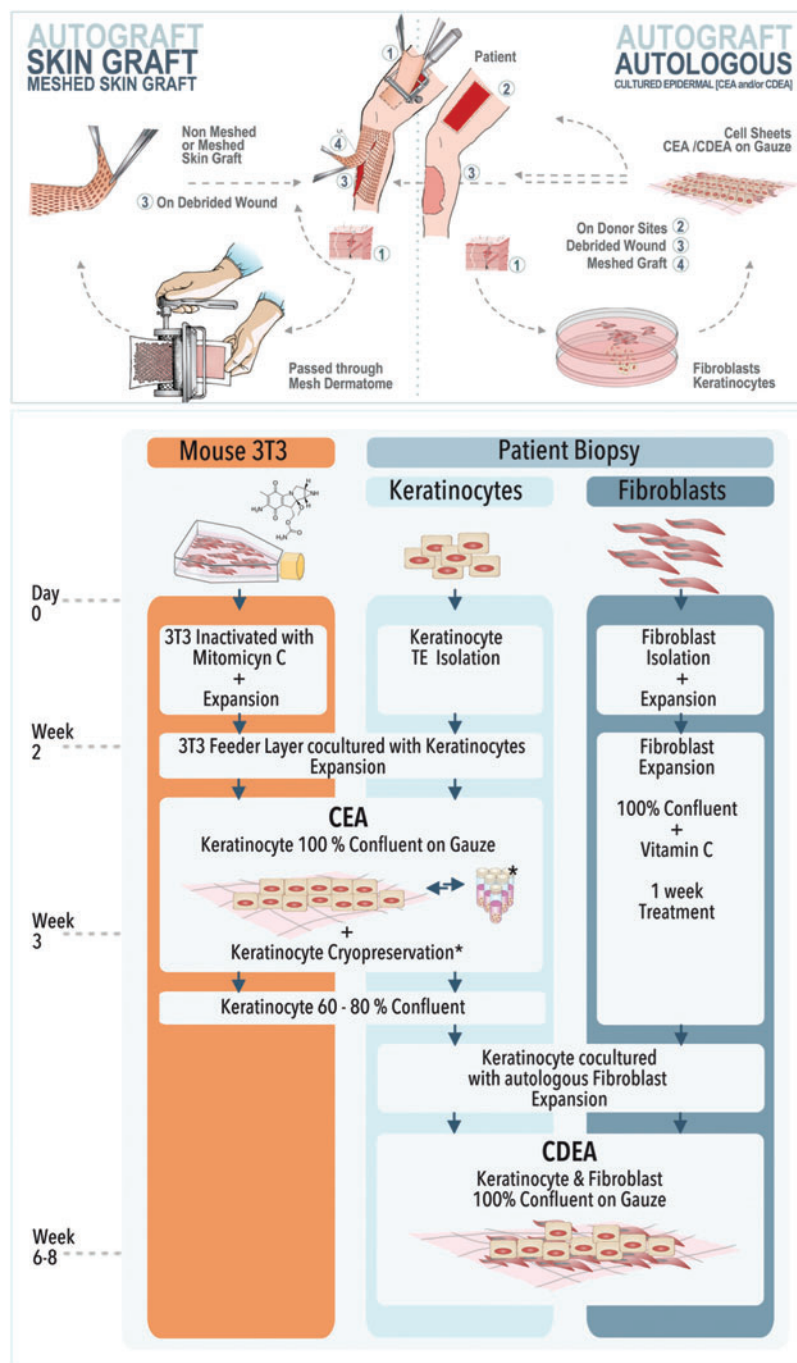 AUTOGRAFT
SKIN GRAFT
MESHED SKIN GRAFT
Non Meshed
or Meshed
Skin Graft
3 On Debrided Wound
Passed through
Mesh Dermatome
1
4
3
1
Patient
2
3
1
AUTOGRAFT
AUTOLOGOUS
CULTURED EPIDERMAL [CEA and/or CDEA]
Cell Sheets
CEA /CDEA on Gauze
On Donor Sites 2
Debrided Wound 3
Meshed Graft 4
Fibroblasts
Keratinocytes
Mouse 3T3
Patient Biopsy
Keratinocytes
Fibroblasts
H
NH
O
H₂N
O
O
H
O
NH₂
O
Day
0
3T3 Inactivated with
Mitomicyn C
+
Expansion
Keratinocyte
TE Isolation
Fibroblast
Isolation
+
Expansion
Week
2
3T3 Feeder Layer cocultured with Keratinocytes
Expansion
Fibroblast
Expansion
100% Confluent
+
Vitamin C
1 week
Treatment
CEA
Keratinocyte 100 % Confluent on Gauze
*
+
Keratinocyte Cryopreservation*
Week
3
Keratinocyte 60 - 80 % Confluent
Keratinocyte cocultured
with autologous Fibroblast
Expansion
CDEA
Keratinocyte & Fibroblast
100% Confluent on Gauze
Week
6-8